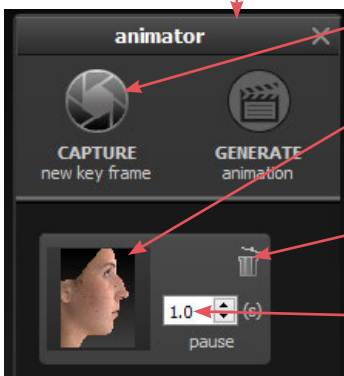 animator
CAPTURE
new key frame
GENERATE
animation
1.0 (s)
pause